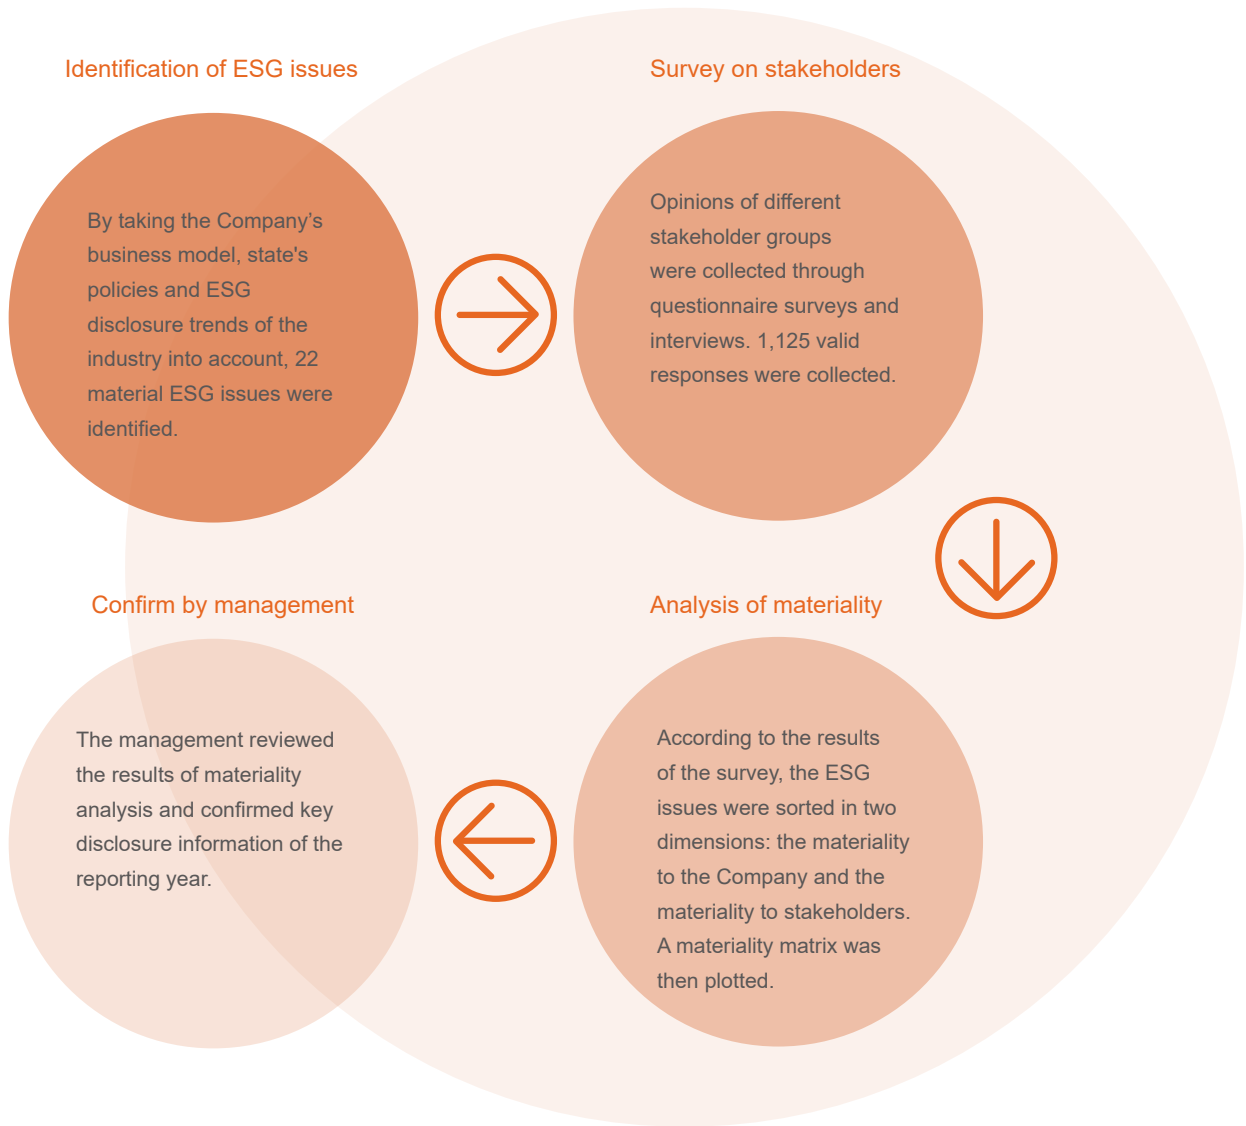 Identification of ESG issues
By taking the Company’s
business model, state's
policies and ESG
disclosure trends of the
industry into account, 22
material ESG issues were
identified.
Survey on stakeholders
Opinions of different
stakeholder groups
were collected through
questionnaire surveys and
interviews. 1,125 valid
responses were collected.
Analysis of materiality
According to the results
of the survey, the ESG
issues were sorted in two
dimensions: the materiality
to the Company and the
materiality to stakeholders.
A materiality matrix was
then plotted.
Confirm by management
The management reviewed
the results of materiality
analysis and confirmed key
disclosure information of the
reporting year.